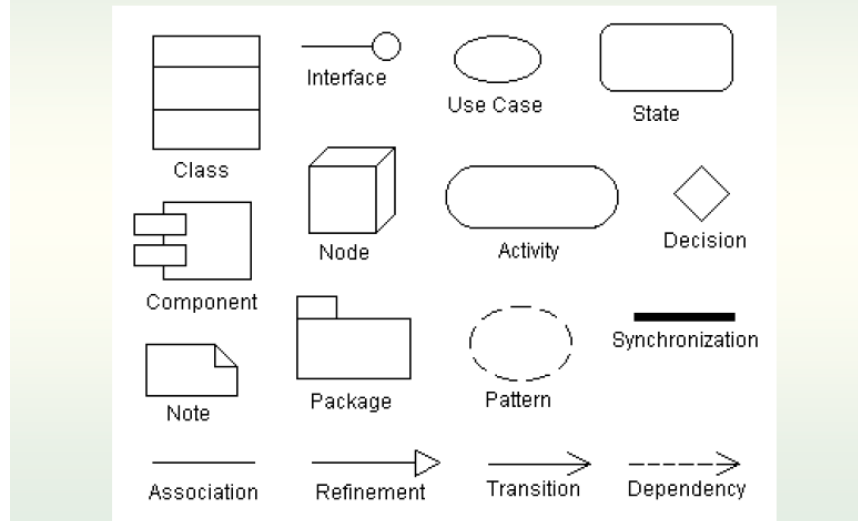 Interface
Use Case
State
Class
Node
Activity
Decision
Component
Synchronization
Note
Package
Pattern
Association
Refinement
Transition
Dependency